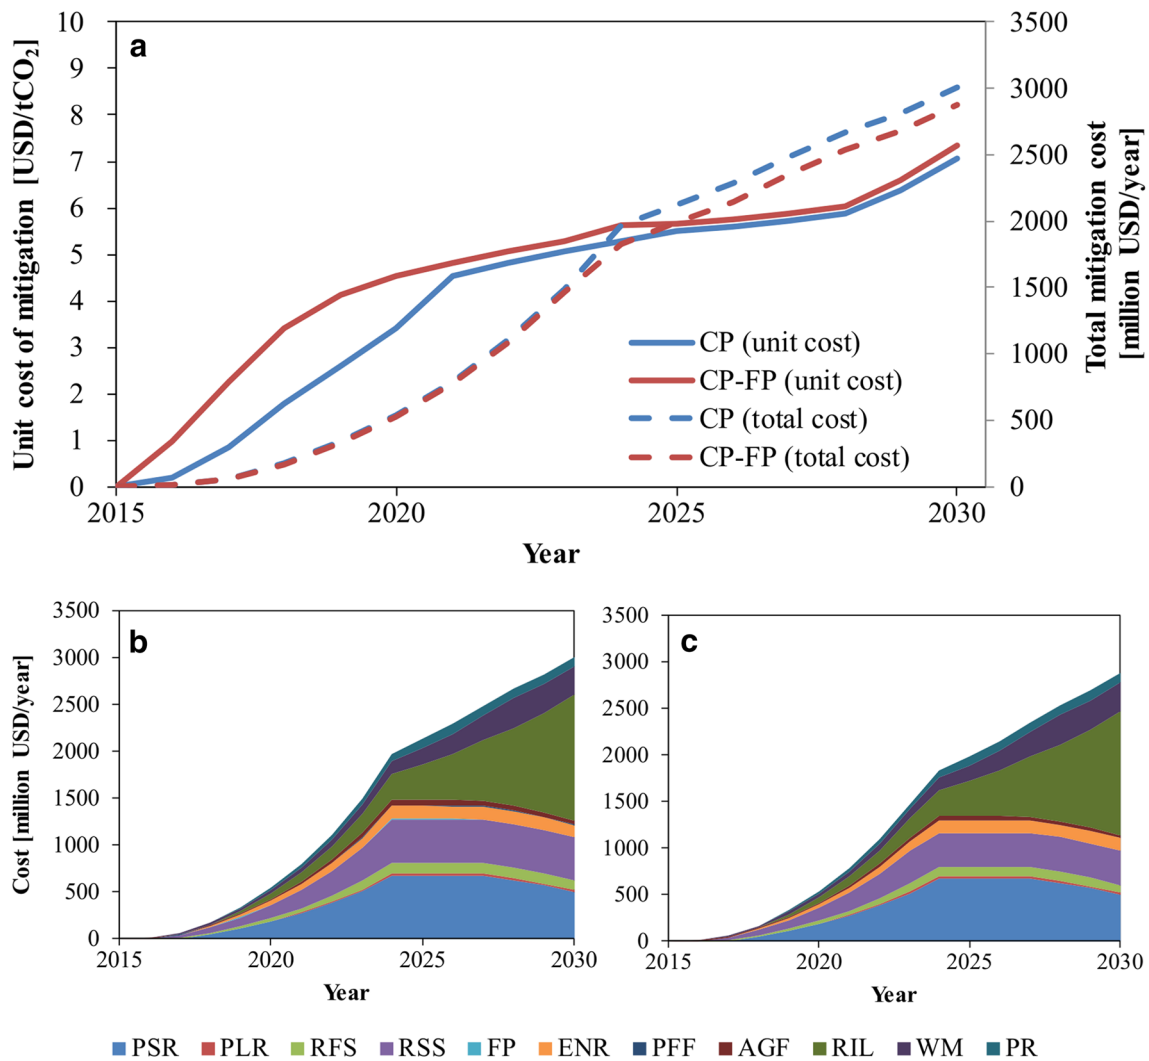 a
Unit cost of mitigation [USD/tCO₂]
10
9
8
7
6
5
4
3
2
1
0
3500
3000
2500
2000
1500
1000
500
0
Total mitigation cost
[million USD/year]
CP (unit cost)
CP-FP (unit cost)
CP (total cost)
CP-FP (total cost)
2015 2020 2025 2030
Year
b
Cost [million USD/year]
3500
3000
2500
2000
1500
1000
500
0
2015 2020 2025 2030
Year
c
3500
3000
2500
2000
1500
1000
500
0
2015 2020 2025 2030
Year
PSR PLR RFS RSS FP ENR PFF AGF RIL WM PR